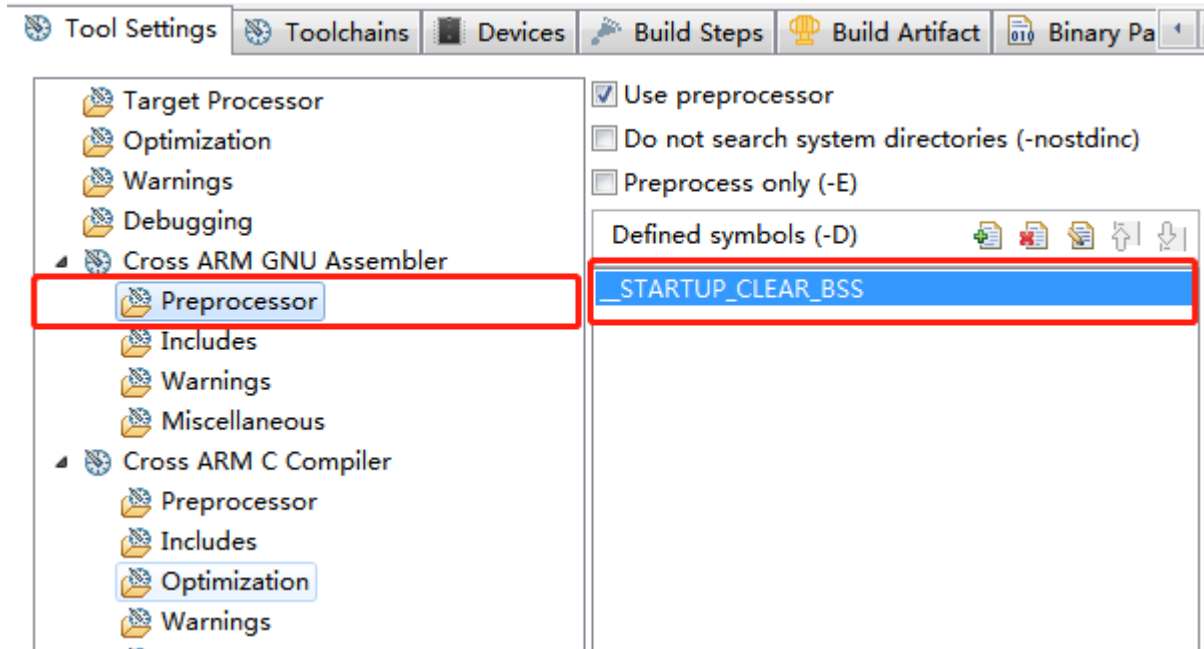 Tool Settings Toolchains Devices Build Steps Build Artifact Binary Pa
Target Processor
Optimization
Warnings
Debugging
Cross ARM GNU Assembler
Preprocessor
Includes
Warnings
Miscellaneous
Cross ARM C Compiler
Preprocessor
Includes
Optimization
Warnings
Use preprocessor
Do not search system directories (-nostdinc)
Preprocess only (-E)
Defined symbols (-D)
__STARTUP_CLEAR_BSS